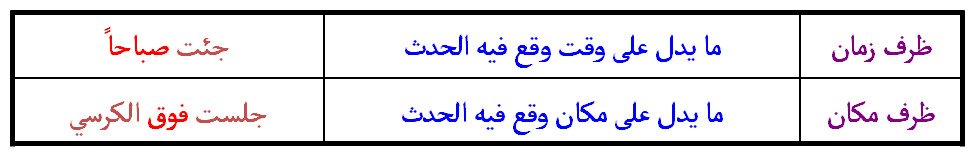 ظرف زمان ما يدل على وقت وقع فيه الحدث جئت صباحاً
ظرف مكان ما يدل على مكان وقع فيه الحدث جلست فوق الكرسي